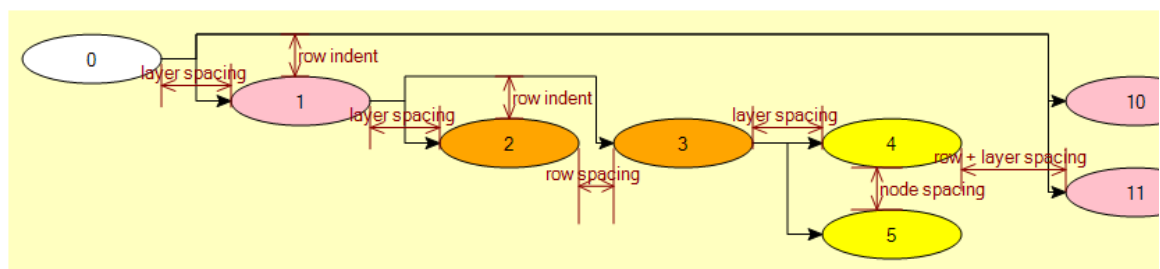 0
row indent
layer spacing
1
10
row indent
layer spacing
layer spacing
2
3
4
row + layer spacing
row spacing
node spacing
11
5